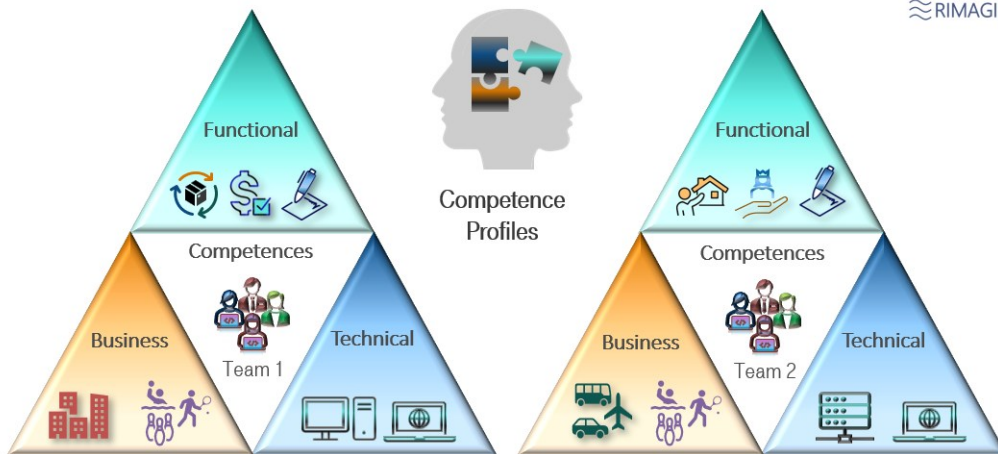 RIMAGI
Functional
Competence
Profiles
Competences
Business
Team 1
Technical
Functional
Competences
Business
Team 2
Technical